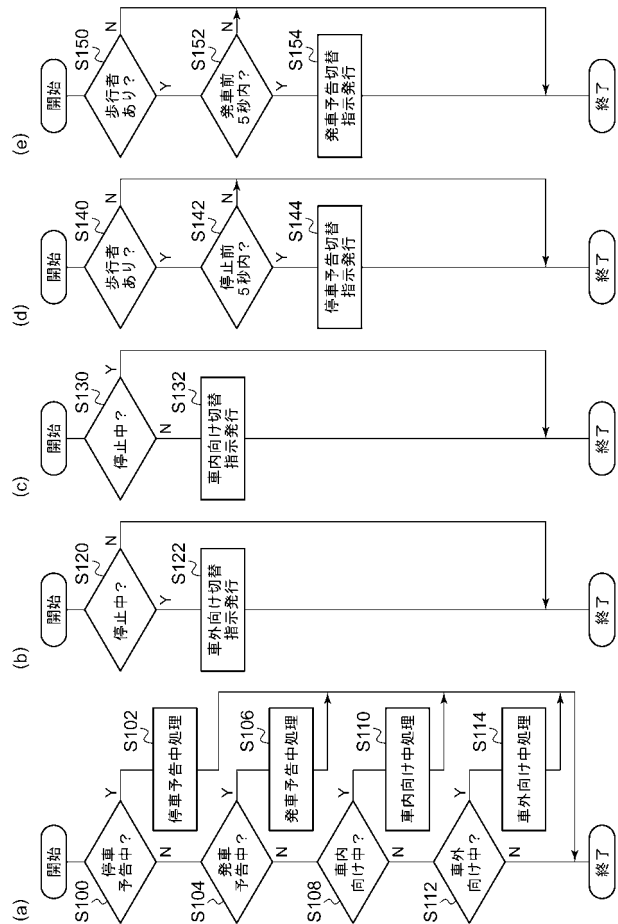 (a)
開始
S100
停車
予告中？
Y
N
S102
停車予告中処理
S104
発車
予告中？
Y
N
S106
発車予告中処理
S108
車内
向け中？
Y
N
S110
車内向け中処理
S112
車外
向け中？
Y
N
S114
車外向け中処理
終了
(b)
開始
S120
停止中？
N
Y
S122
車外向け切替
指示発行
終了
(c)
開始
S130
停止中？
Y
N
S132
車内向け切替
指示発行
終了
(d)
開始
S140
歩行者
あり？
N
Y
S142
停止前
5秒内？
N
Y
S144
停車予告切替
指示発行
終了
(e)
開始
S150
歩行者
あり？
N
Y
S152
発車前
5秒内？
N
Y
S154
発車予告切替
指示発行
終了